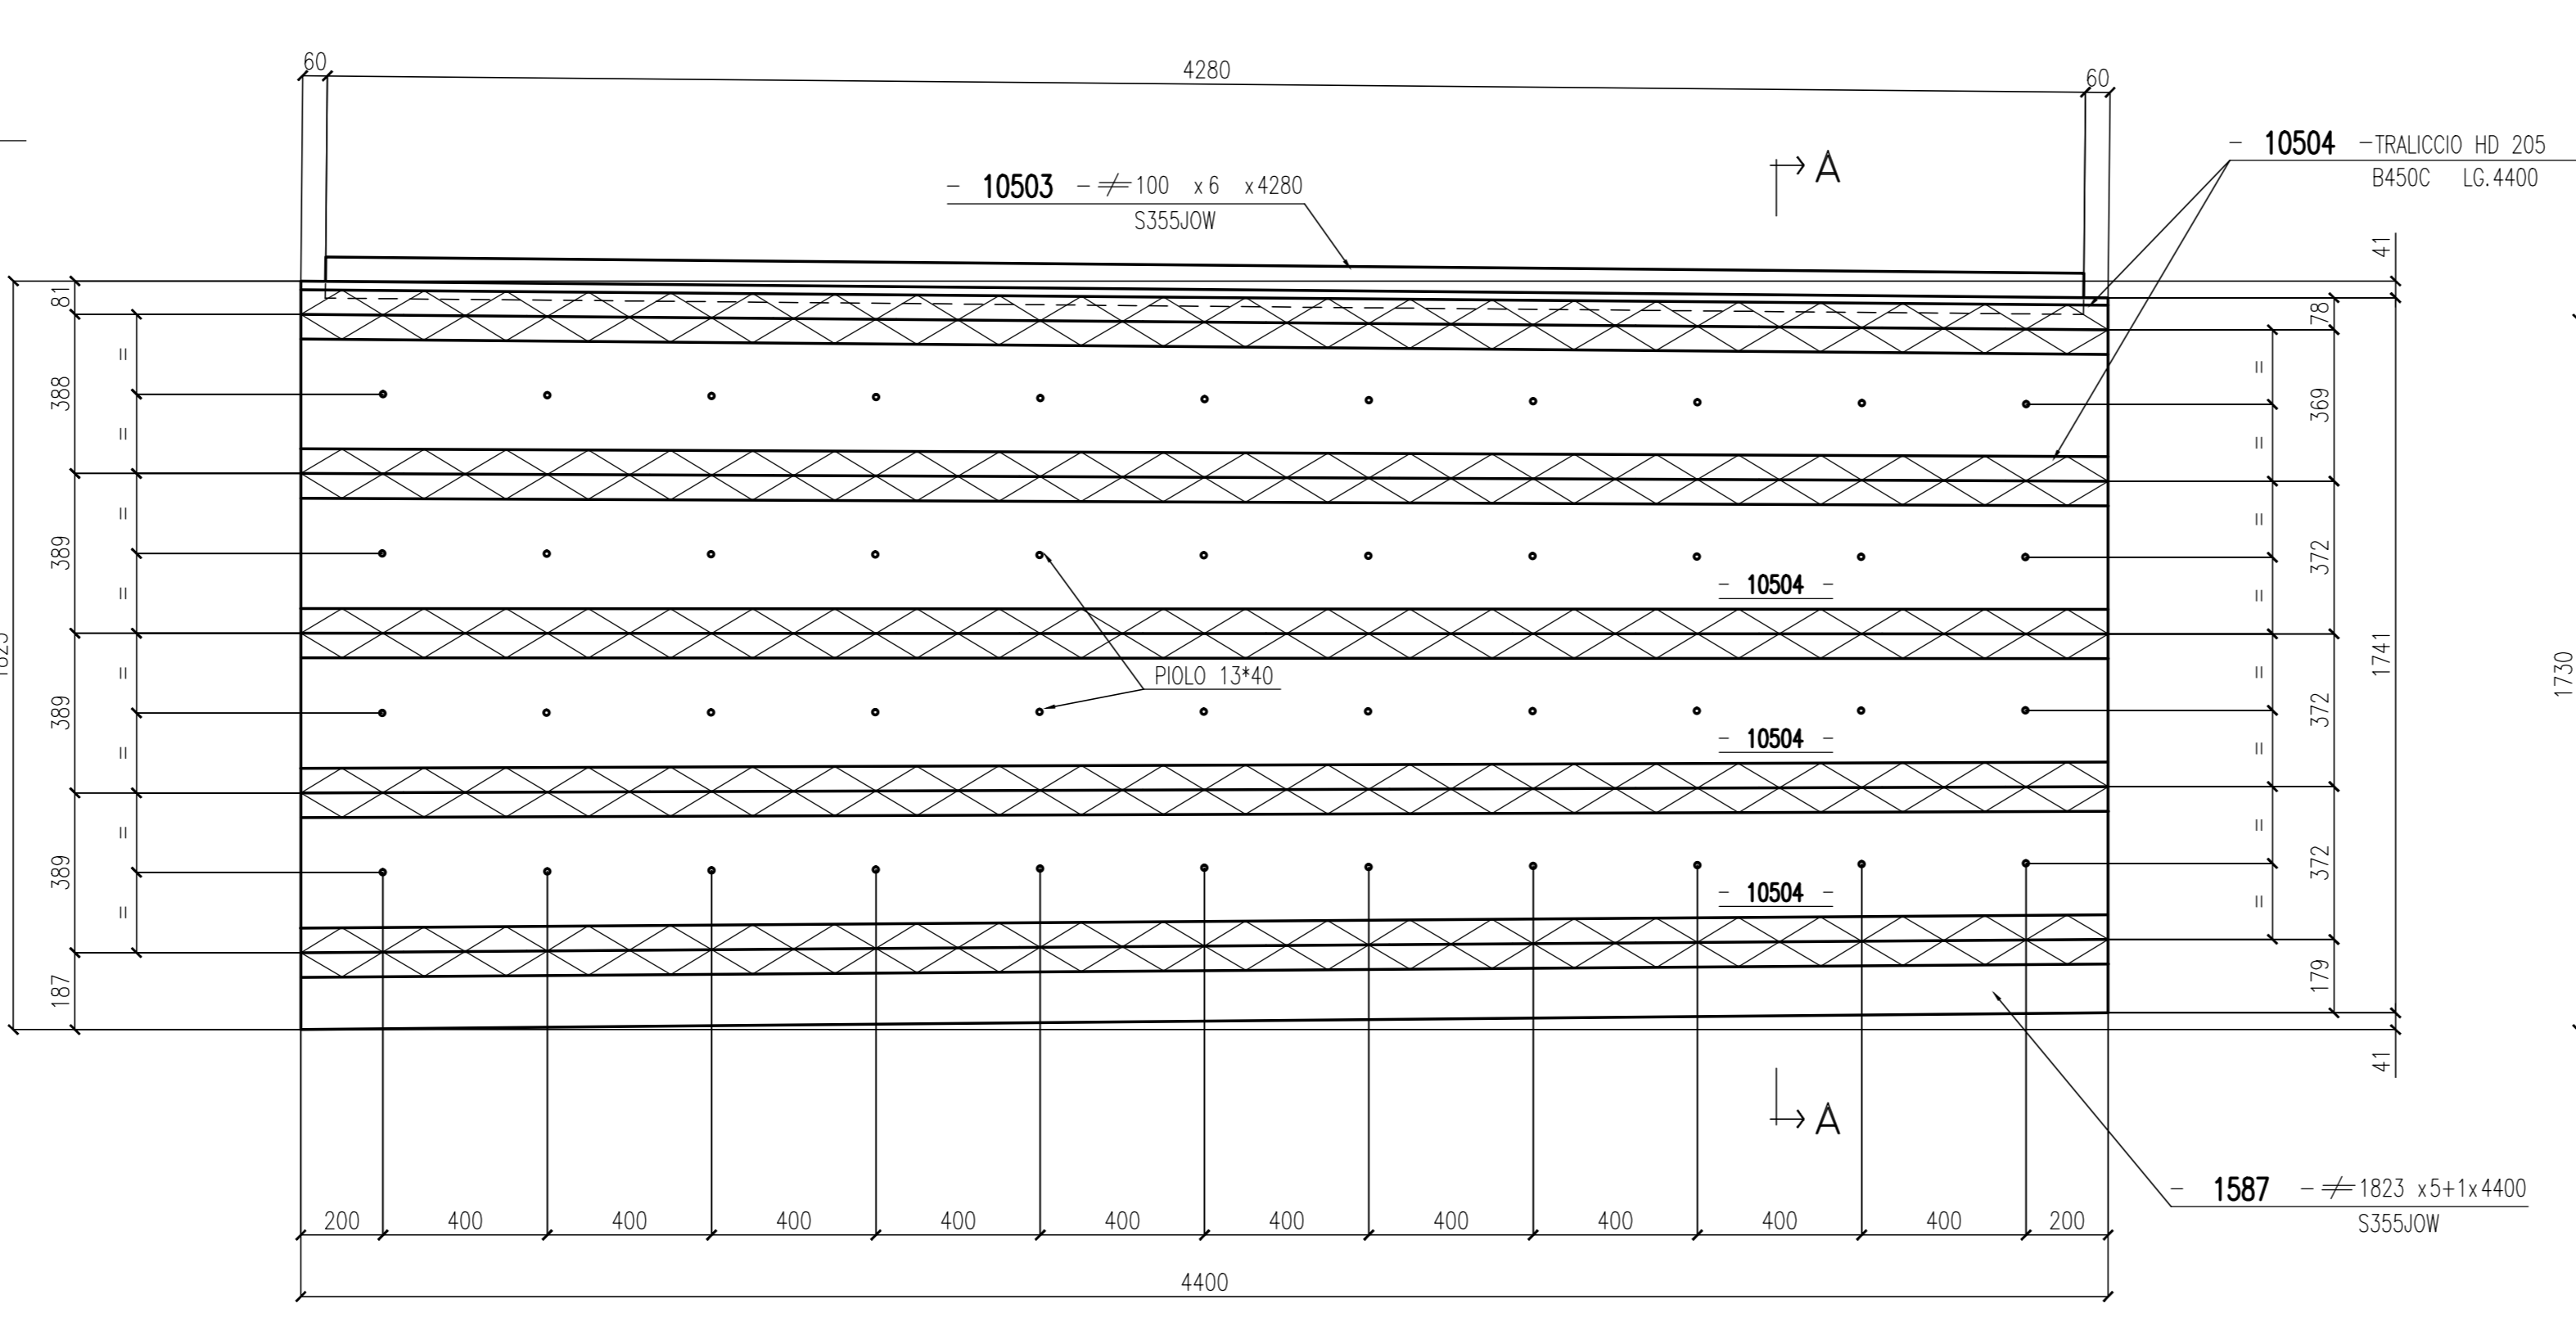 60
4280
60
- 10504 -TRALICCIO HD 205
B450C LG.4400
- 10503 - ≠ 100 x6 x4280
S355JOW
A
41
81
78
=
=
388
369
=
=
=
=
389
372
- 10504 -
=
=
1741
1730
PIOLO 13*40
=
=
389
372
- 10504 -
=
=
=
=
389
372
- 10504 -
=
=
187
179
41
A
- 1587 - ≠ 1823 x5+1x4400
S355JOW
200 400 400 400 400 400 400 400 400 400 400 200
4400